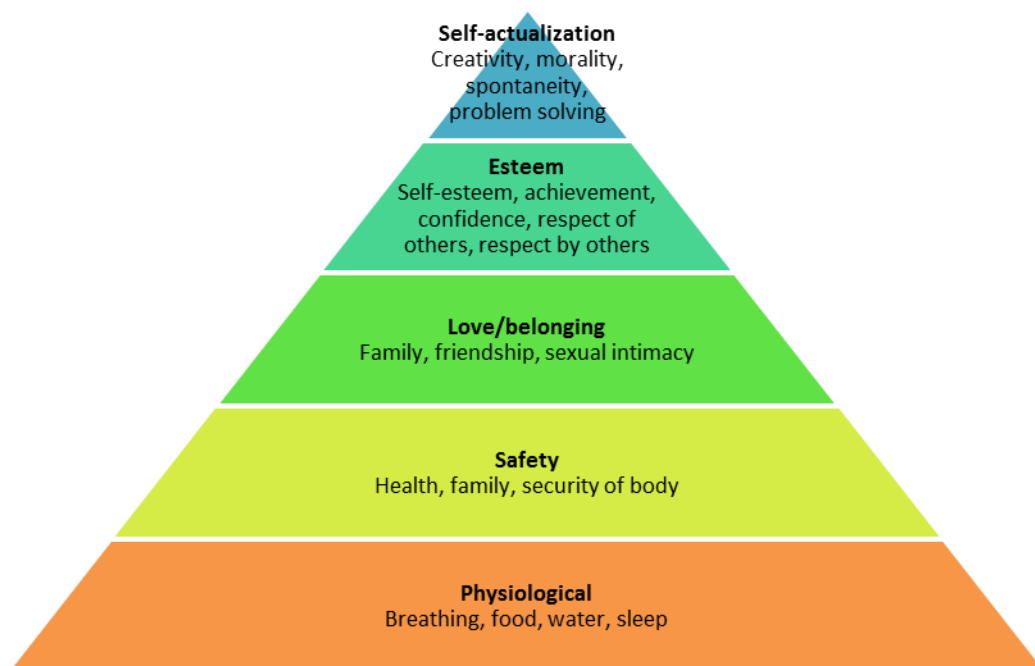 Self-actualization
Creativity, morality,
spontaneity,
problem solving
Esteem
Self-esteem, achievement,
confidence, respect of
others, respect by others
Love/belonging
Family, friendship, sexual intimacy
Safety
Health, family, security of body
Physiological
Breathing, food, water, sleep